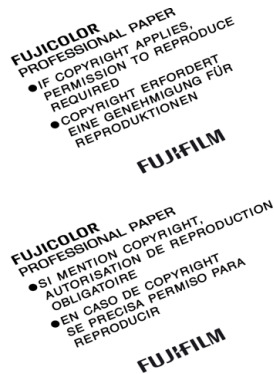 FUJICOLOR
PROFESSIONAL PAPER
●IF COPYRIGHT APPLIES,
PERMISSION TO REPRODUCE
REQUIRED
●COPYRIGHT ERFORDERT
EINE GENEHMIGUNG FÜR
REPRODUKTIONEN
FUJIFILM
FUJICOLOR
PROFESSIONAL PAPER
●SI MENTION COPYRIGHT,
AUTORISATION DE REPRODUCTION
OBLIGATOIRE
●EN CASO DE COPYRIGHT
SE PRECISA PERMISO PARA
REPRODUCIR
FUJIFILM